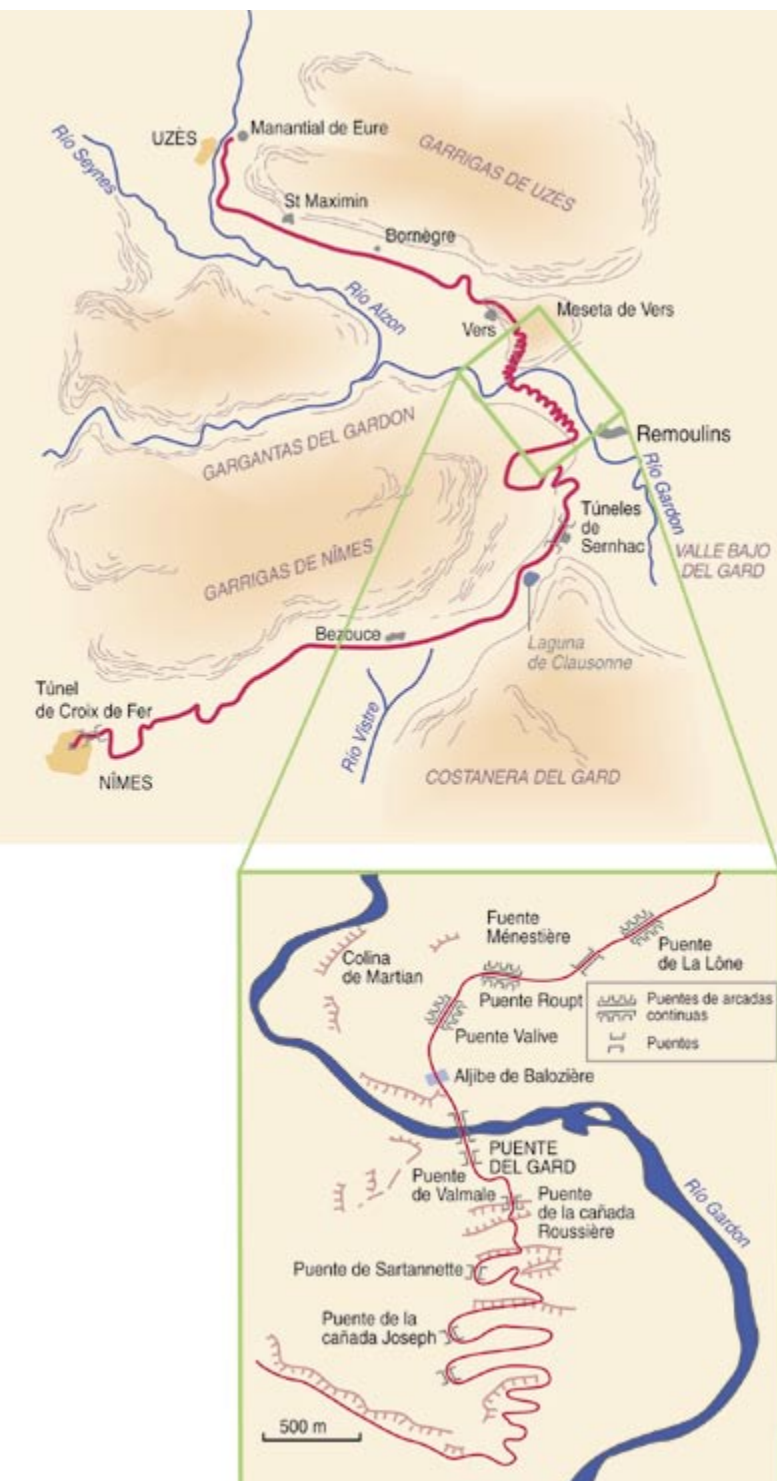 UZÈS
Manantial de Eure
Río Seynes
GARRIGAS DE UZÈS
St Maximin
Bornègre
Río Alzon
Vers
Meseta de Vers
GARGANTAS DEL GARDON
Remoulins
Río Gardon
Túneles
de
Sernhac
VALLE BAJO
DEL GARD
GARRIGAS DE NÎMES
Bezouce
Laguna
de Clausonne
Túnel
de Croix de Fer
Río Vistre
NÎMES
COSTANERA DEL GARD
Fuente
Ménestière
Puente
de La Lône
Colina
de Martian
Puente Roupt
Puentes de arcadas
continuas
Puentes
Puente Valive
Aljibe de Balozière
PUENTE
DEL GARD
Puente
de Valmale
Puente
de la cañada
Roussière
Río Gardon
Puente de Sartannette
Puente de la
cañada Joseph
500 m